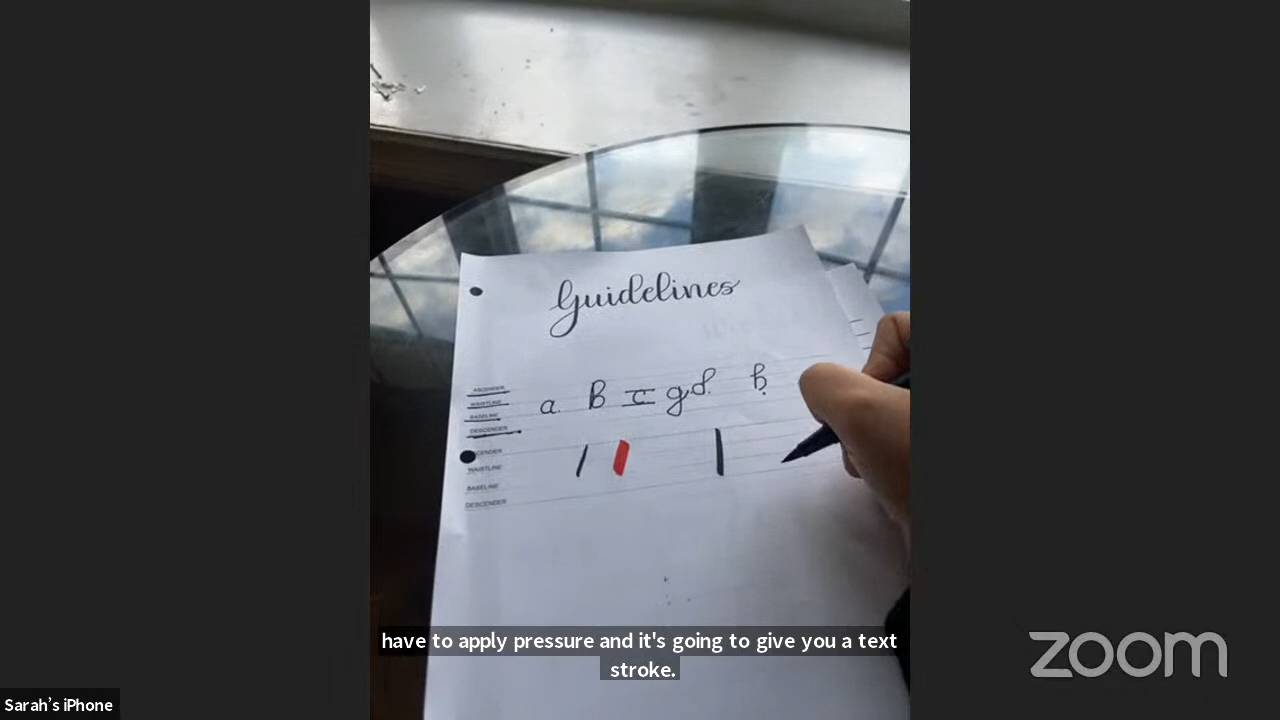 Guidelines
ASCENDER
WAISTLINE
BASELINE
DESCENDER
a. B c g d. b
CENDER
WAISTLINE
BASELINE
DESCENDER
have to apply pressure and it's going to give you a text
stroke.
zoom
Sarah's iPhone